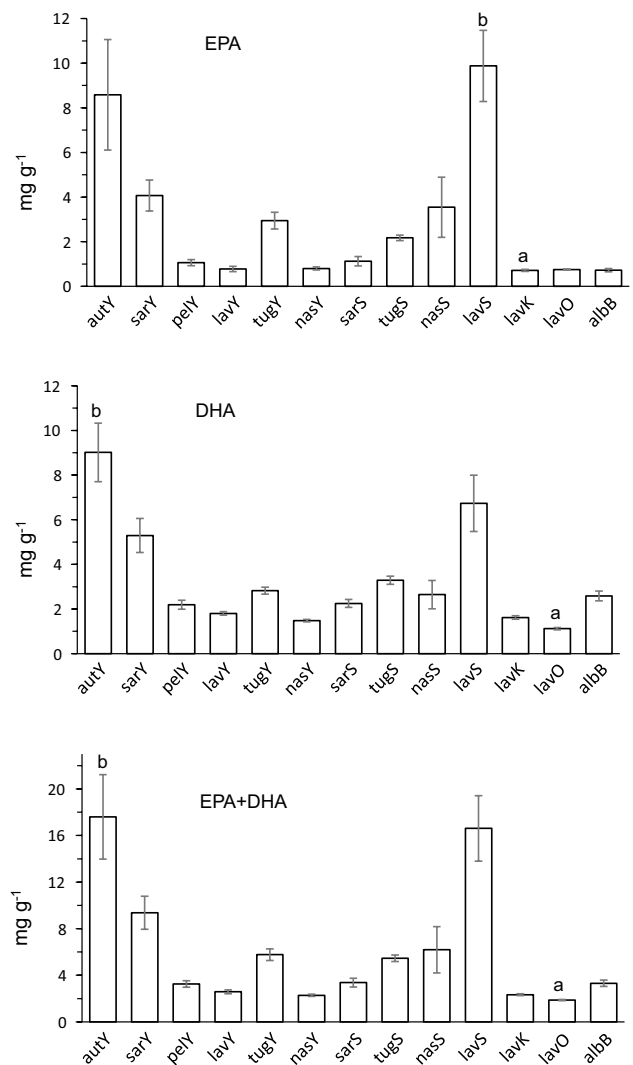 12
b
EPA
10
8
6
mg g-1
4
2
a
0
autY sarY pelY lavY tugY nasY sarS tugS nasS lavS lavK lavO albB
12
b
DHA
10
8
6
mg g-1
4
2
a
0
autY sarY pelY lavY tugY nasY sarS tugS nasS lavS lavK lavO albB
b
20
EPA+DHA
16
12
mg g-1
8
4
a
0
autY sarY pelY lavY tugY nasY sarS tugS nasS lavS lavK lavO albB